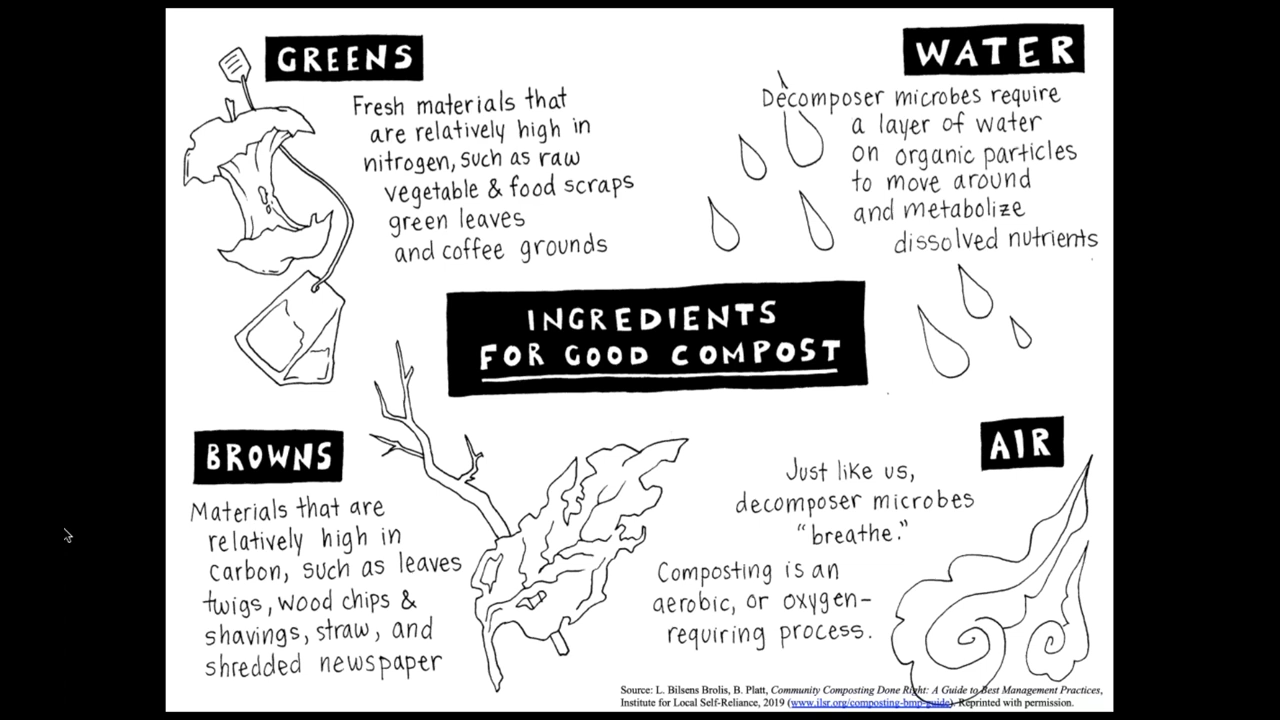 GREENS
Fresh materials that
are relatively high in
nitrogen, such as raw
vegetable & food scraps
green leaves
and coffee grounds
WATER
Decomposer microbes require
a layer of water
on organic particles
to move around
and metabolize
dissolved nutrients
INGREDIENTS
FOR GOOD COMPOST
BROWNS
Materials that are
relatively high in
carbon, such as leaves
twigs, wood chips &
shavings, straw, and
shredded newspaper
AIR
Just like us,
decomposer microbes
"breathe."
Composting is an
aerobic, or oxygen-
requiring process.
Source: L. Bilsens Brolis, B. Platt, Community Composting Done Right: A Guide to Best Management Practices,
Institute for Local Self-Reliance, 2019 (www.ilsr.org/composting-bmp-guide). Reprinted with permission.